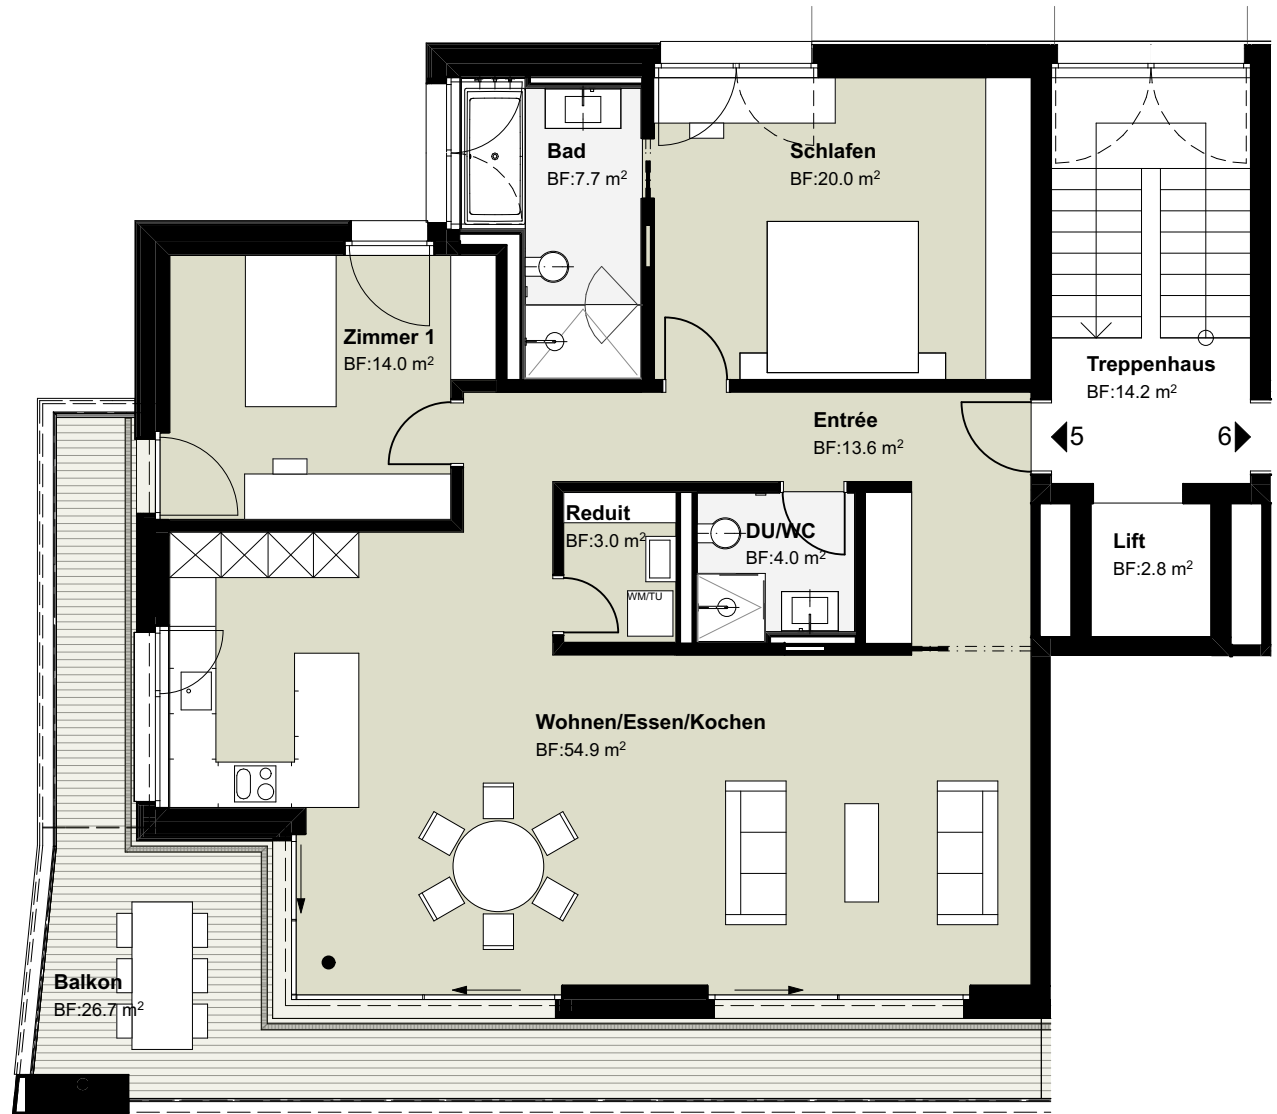 Bad
BF:7.7 m²
Schlafen
BF:20.0 m²
Zimmer 1
BF:14.0 m²
Treppenhaus
BF:14.2 m²
Entrée
BF:13.6 m²
5
6
Reduit
BF:3.0 m²
DU/WC
BF:4.0 m²
Lift
BF:2.8 m²
WM/TU
Wohnen/Essen/Kochen
BF:54.9 m²
Balkon
BF:26.7 m²